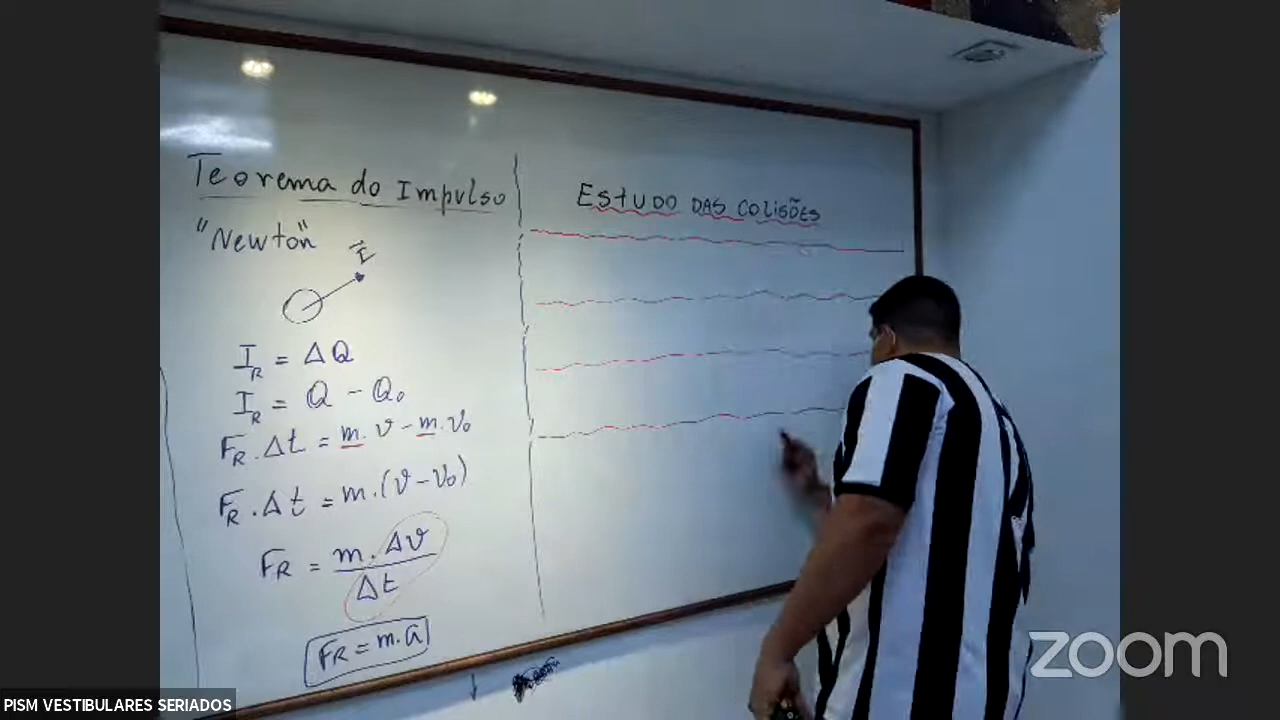 Teorema do Impulso
"Newton"
I
I_R = ΔQ
I_R = Q - Q₀
F_R . Δt = m . v - m . v₀
F_R . Δt = m . (v - v₀)
F_R = m . Δv / Δt
F_R = m . a
ESTUDO DAS COLISÕES
zoom
PISM VESTIBULARES SERIADOS